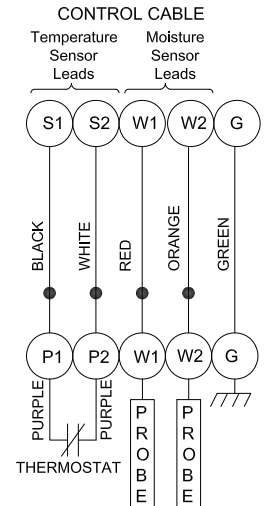 CONTROL CABLE
Temperature
Sensor
Leads
Moisture
Sensor
Leads
S1 S2 W1 W2 G
BLACK
WHITE
RED
ORANGE
GREEN
P1 P2 W1 W2 G
PURPLE
PURPLE
THERMOSTAT
PROBE
PROBE